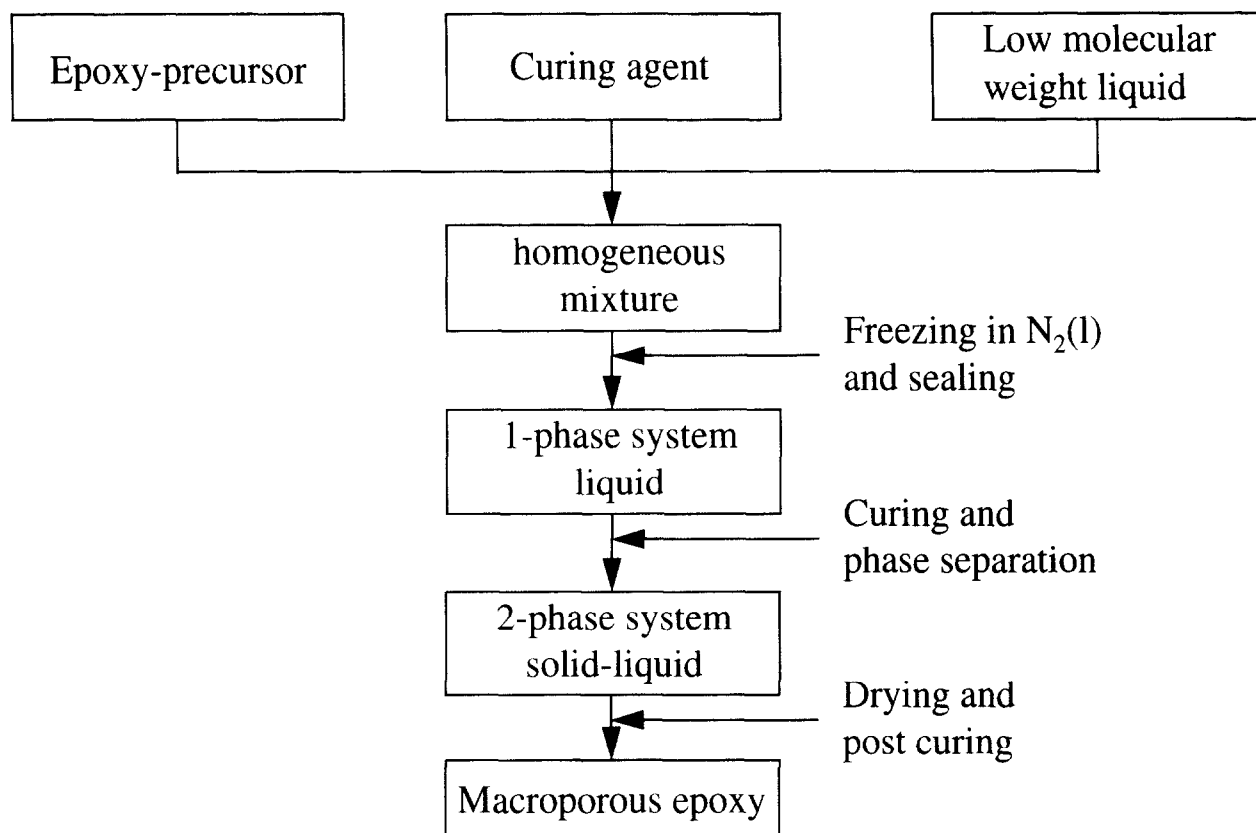 Epoxy-precursor
Curing agent
Low molecular
weight liquid
homogeneous
mixture
Freezing in N₂(l)
and sealing
1-phase system
liquid
Curing and
phase separation
2-phase system
solid-liquid
Drying and
post curing
Macroporous epoxy